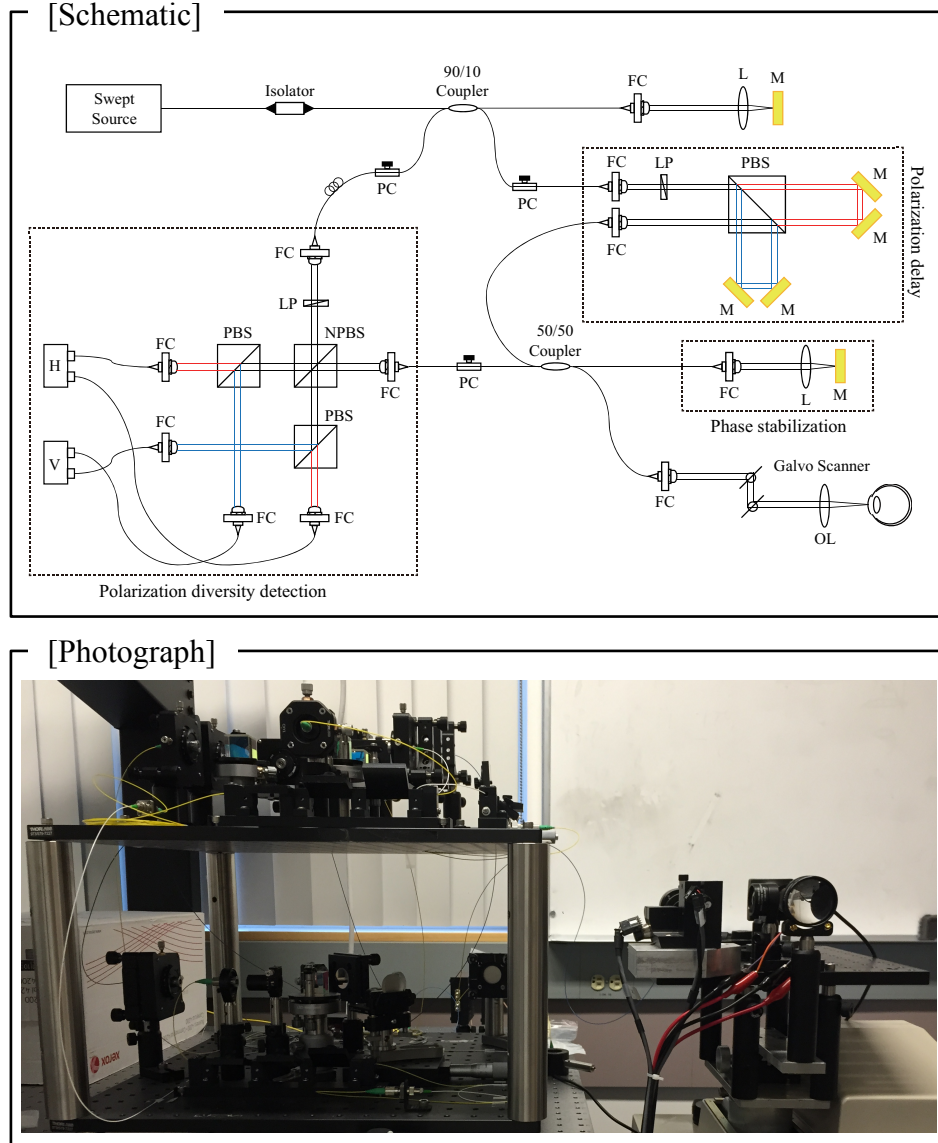 [Schematic]
90/10
Coupler
Swept
Source
Isolator
FC
L
M
PC
PC
FC
LP
PBS
M
M
FC
M
M
Polarization delay
FC
LP
PBS
NPBS
FC
H
FC
PC
50/50
Coupler
FC
L
M
Phase stabilization
PBS
FC
V
FC
FC
Polarization diversity detection
FC
Galvo Scanner
OL
[Photograph]
THORLABS
xerox